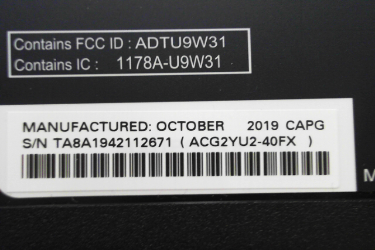 Contains FCC ID : ADTU9W31
Contains IC : 1178A-U9W31
MANUFACTURED: OCTOBER 2019 CAPG
S/N TA8A1942112671 ( ACG2YU2-40FX )
M